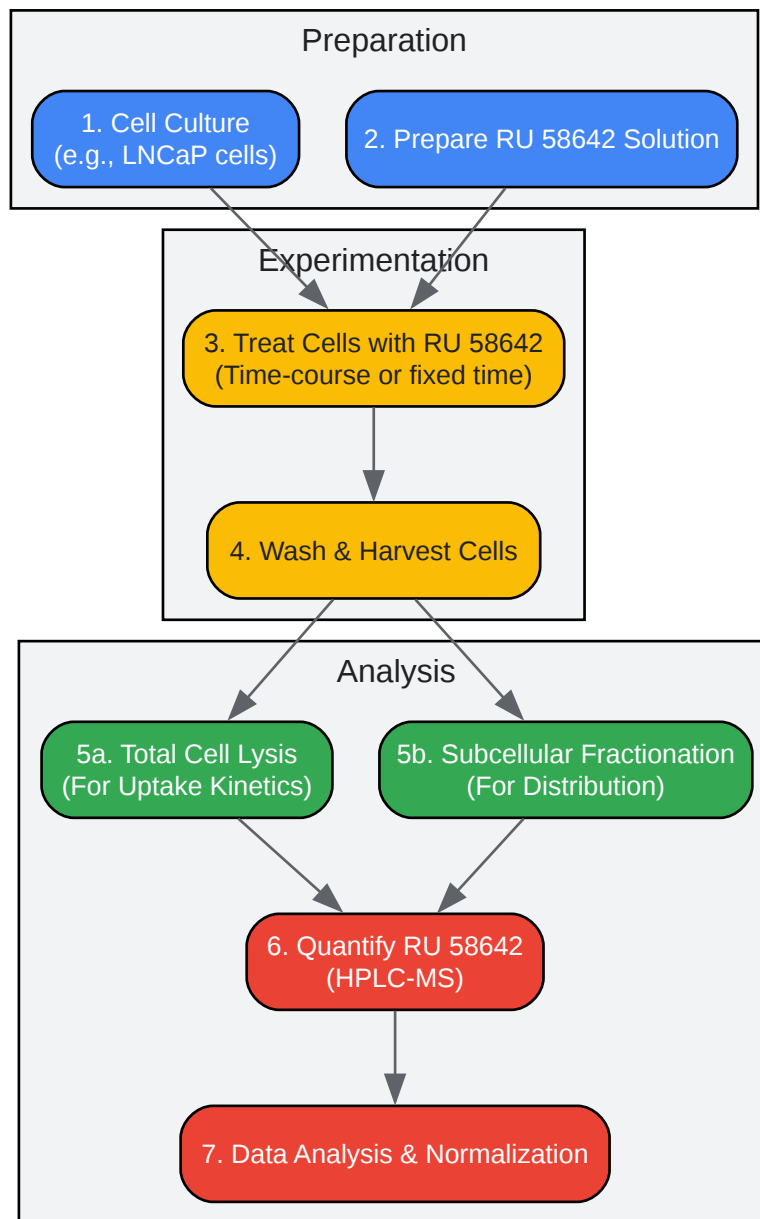 Preparation
1. Cell Culture
(e.g., LNCaP cells)
2. Prepare RU 58642 Solution
Experimentation
3. Treat Cells with RU 58642
(Time-course or fixed time)
4. Wash & Harvest Cells
Analysis
5a. Total Cell Lysis
(For Uptake Kinetics)
5b. Subcellular Fractionation
(For Distribution)
6. Quantify RU 58642
(HPLC-MS)
7. Data Analysis & Normalization